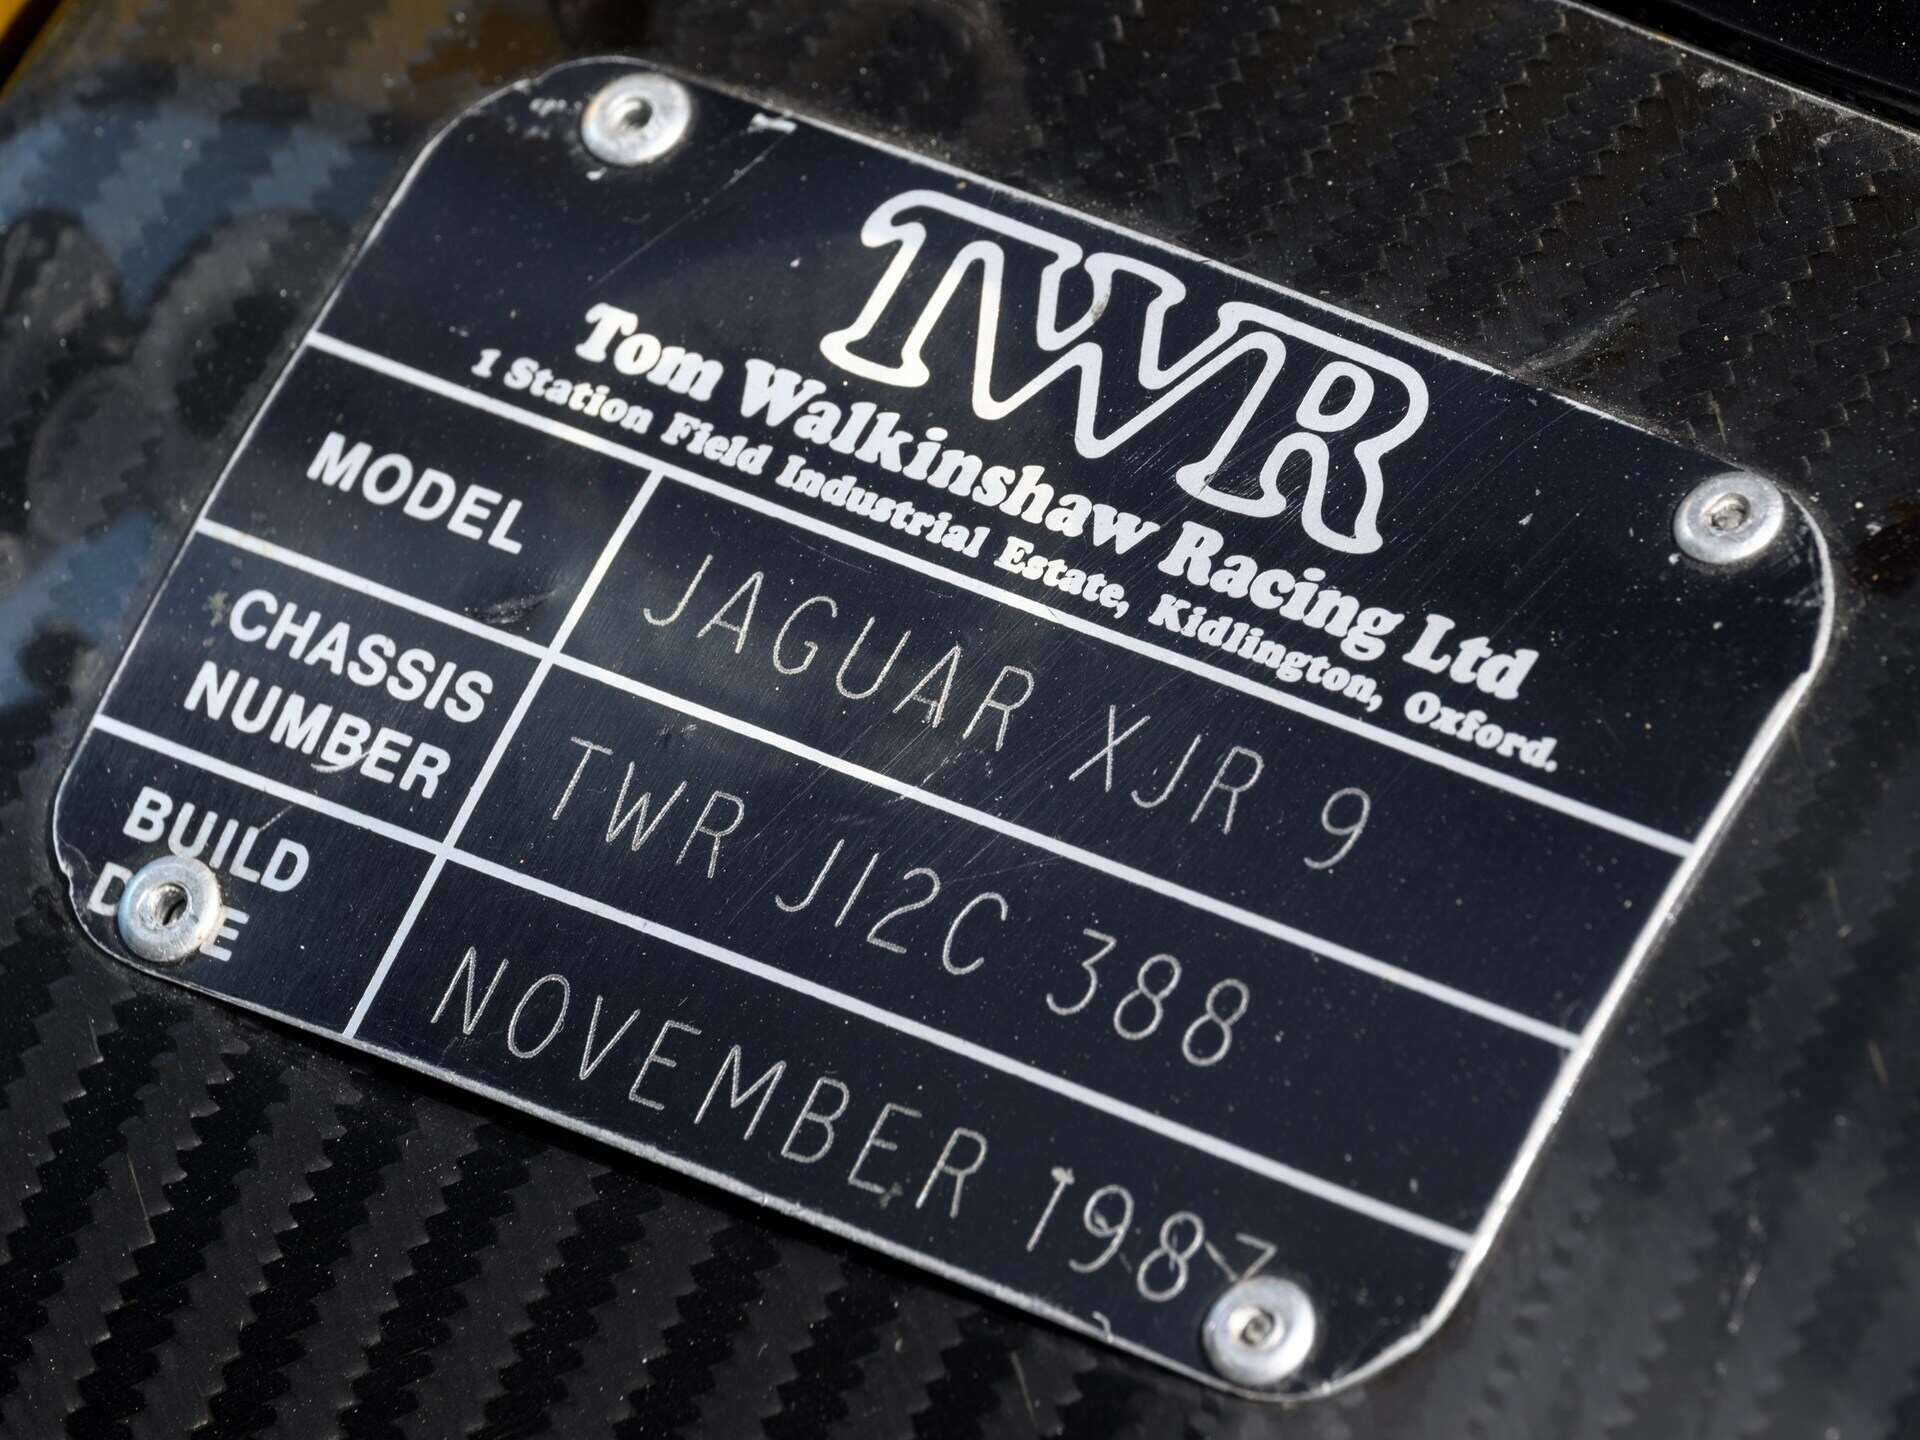 TWR
Tom Walkinshaw Racing Ltd
1 Station Field Industrial Estate, Kidlington, Oxford.
MODEL
JAGUAR XJR 9
CHASSIS
NUMBER
TWR J12C 388
BUILD
NOVEMBER 1987